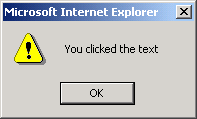 Microsoft Internet Explorer
You clicked the text
OK